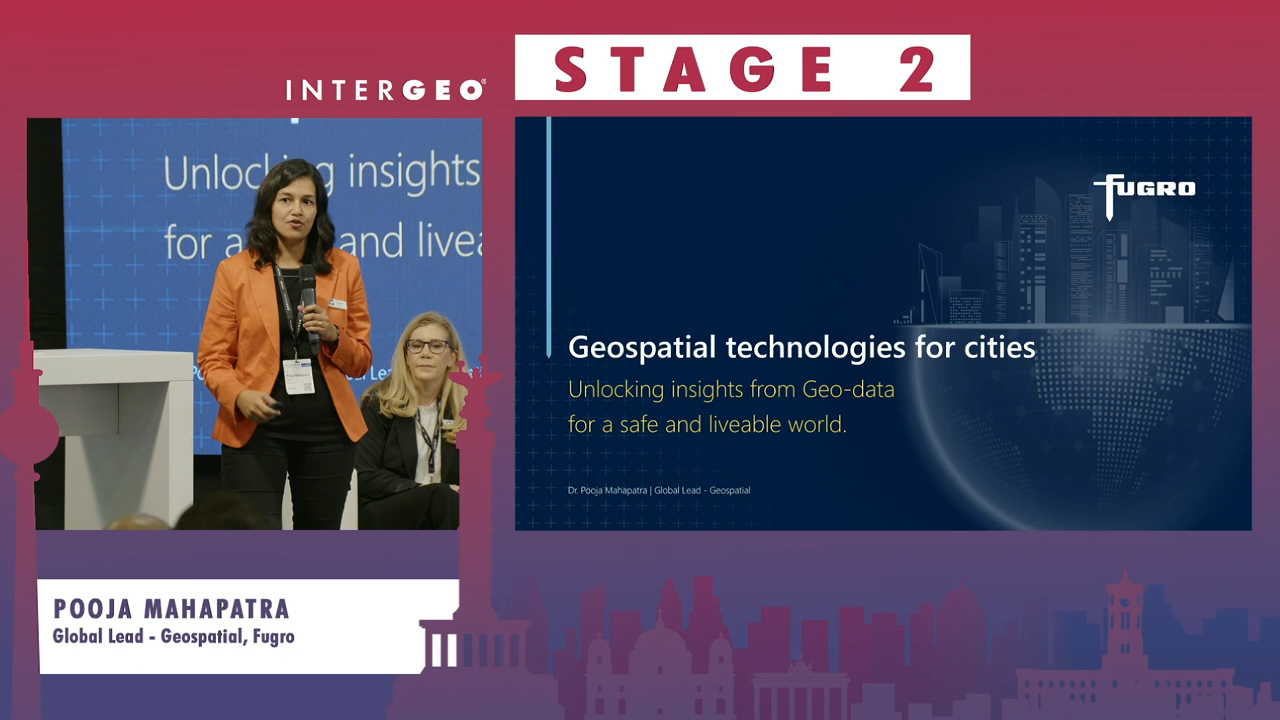 INTERGEO®
STAGE 2
Unlocking insights
for a and livea
FUGRO
Geospatial technologies for cities
Unlocking insights from Geo-data
for a safe and liveable world.
Dr. Pooja Mahapatra | Global Lead - Geospatial
POOJA MAHAPATRA
Global Lead - Geospatial, Fugro